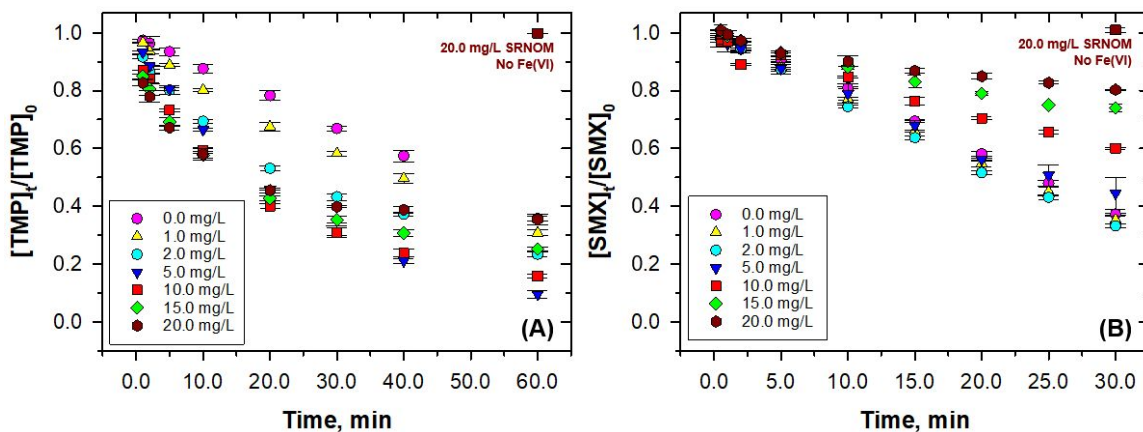 [TMP]t/[TMP]0
1.0
0.8
0.6
0.4
0.2
0.0
20.0 mg/L SRNOM
No Fe(VI)
0.0 mg/L
1.0 mg/L
2.0 mg/L
5.0 mg/L
10.0 mg/L
15.0 mg/L
20.0 mg/L
(A)
0.0 10.0 20.0 30.0 40.0 50.0 60.0
Time, min
[SMX]t/[SMX]0
1.0
0.8
0.6
0.4
0.2
0.0
20.0 mg/L SRNOM
No Fe(VI)
0.0 mg/L
1.0 mg/L
2.0 mg/L
5.0 mg/L
10.0 mg/L
15.0 mg/L
20.0 mg/L
(B)
0.0 5.0 10.0 15.0 20.0 25.0 30.0
Time, min